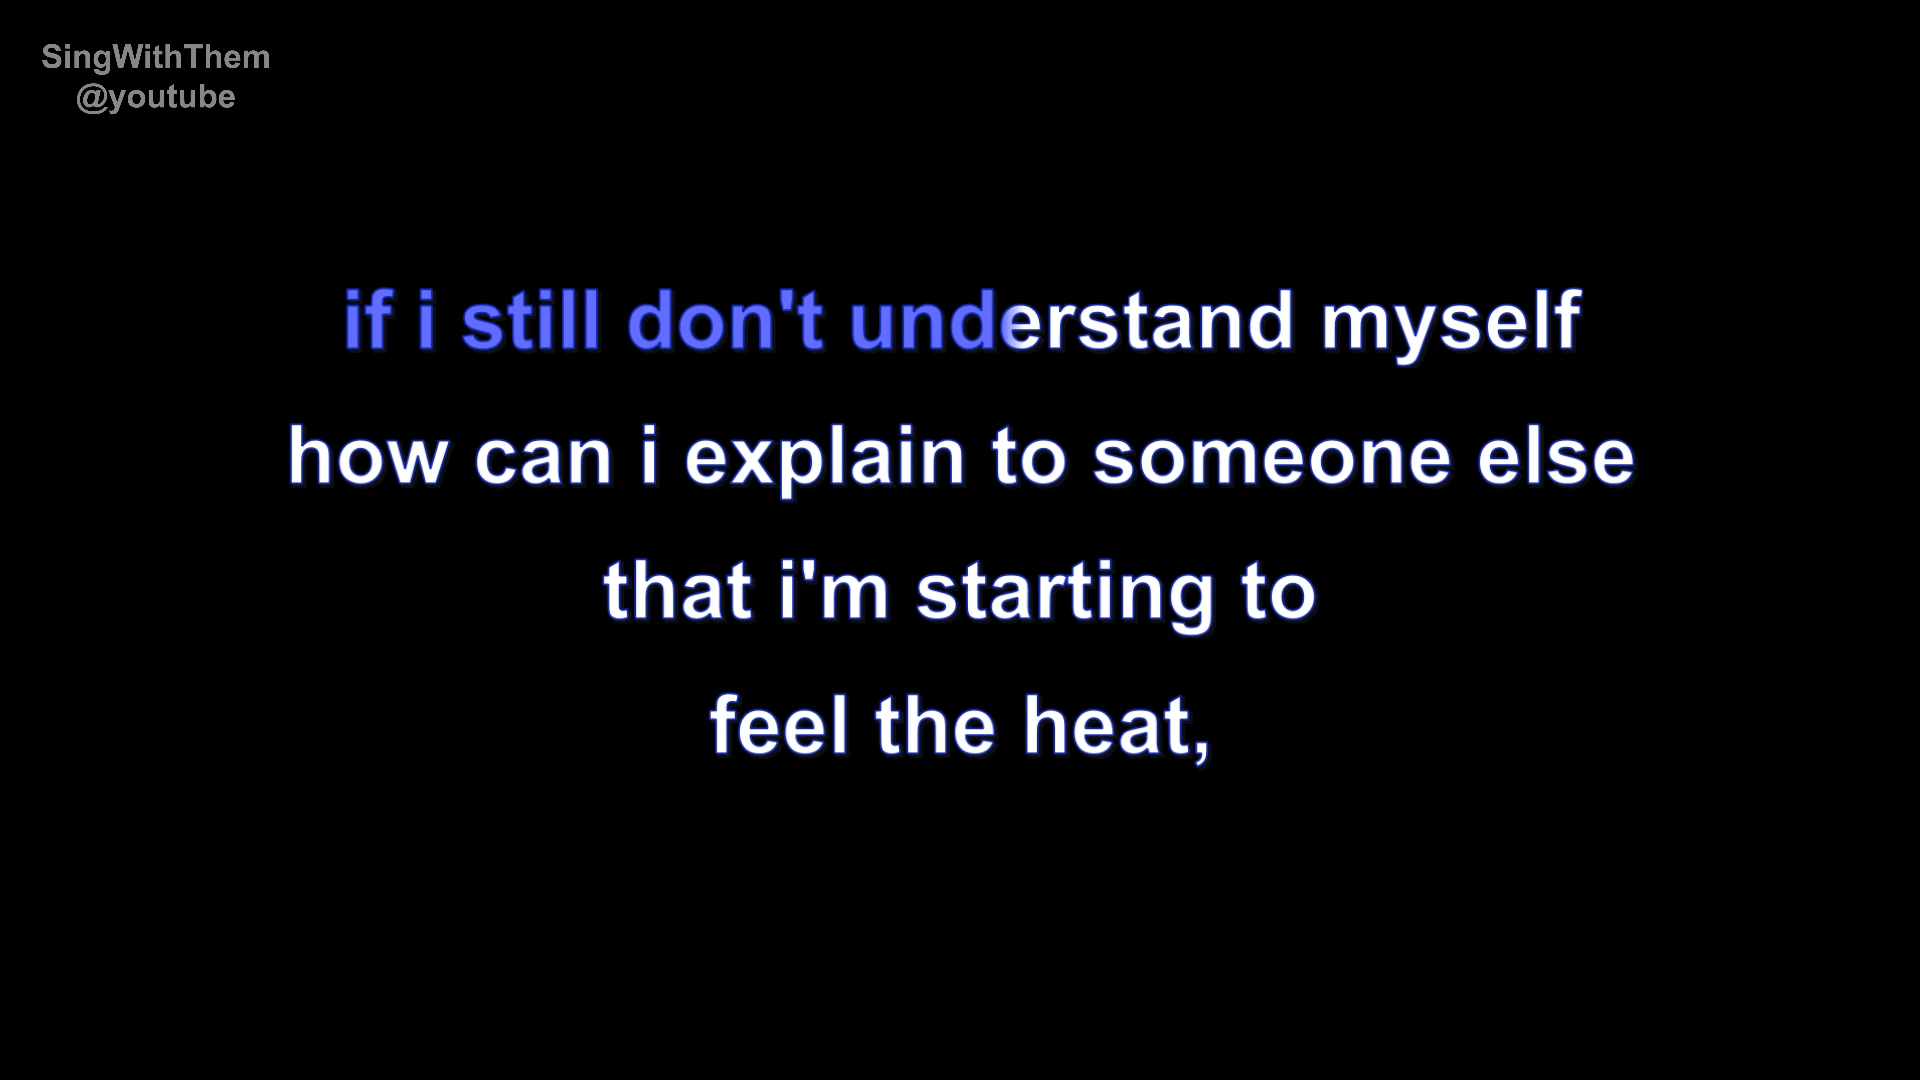 SingWithThem
@youtube
if i still don't understand myself
how can i explain to someone else
that i'm starting to
feel the heat,